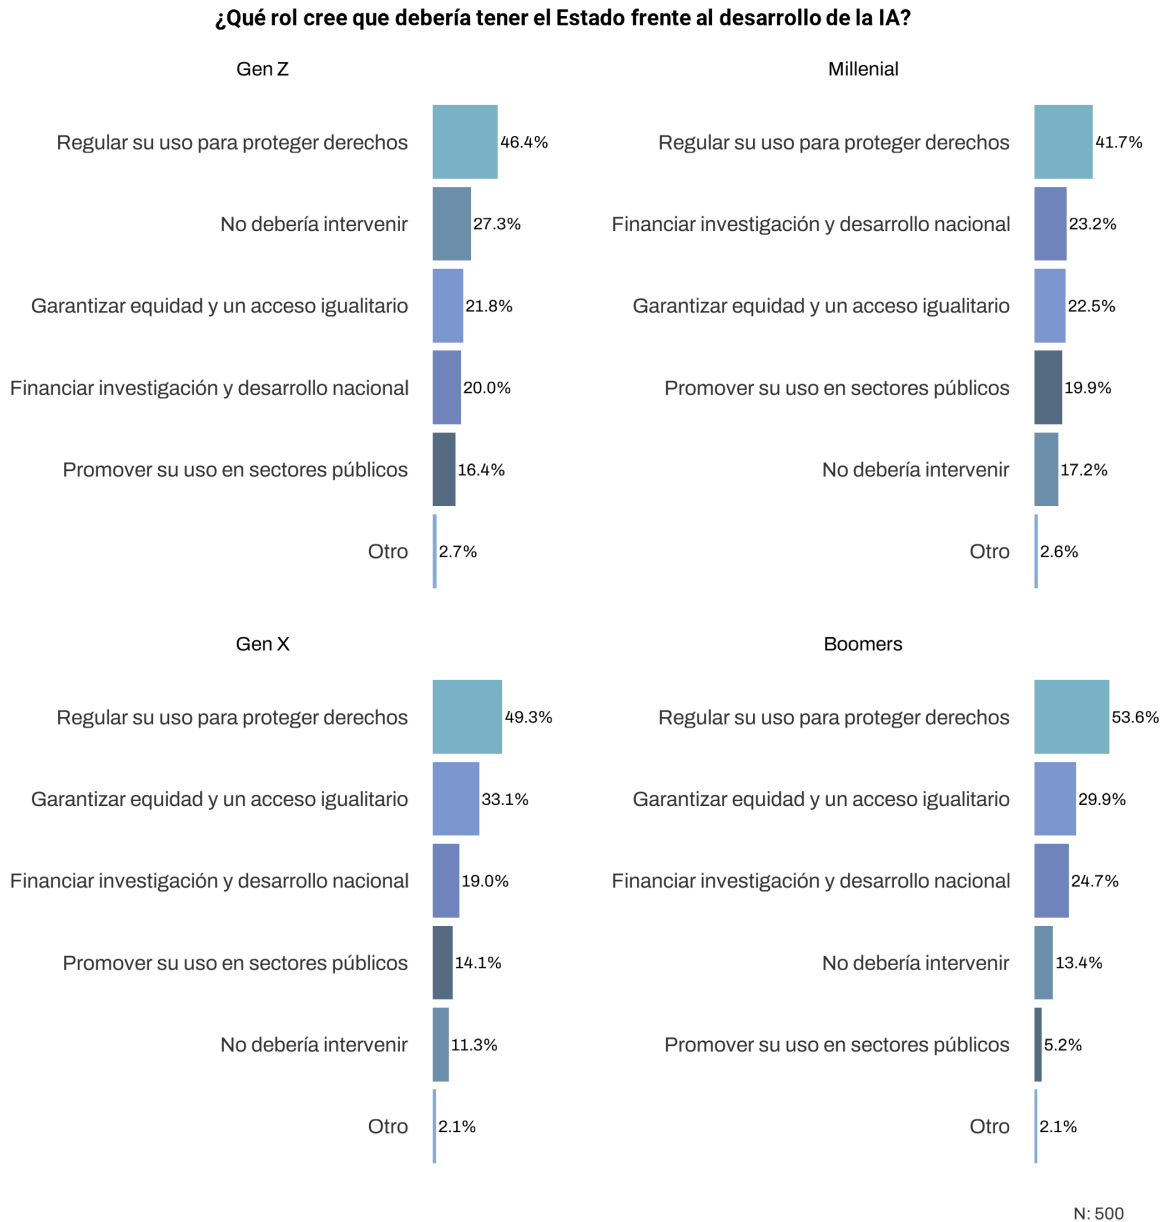 ¿Qué rol cree que debería tener el Estado frente al desarrollo de la IA?
Gen Z
Regular su uso para proteger derechos 46.4%
No debería intervenir 27.3%
Garantizar equidad y un acceso igualitario 21.8%
Financiar investigación y desarrollo nacional 20.0%
Promover su uso en sectores públicos 16.4%
Otro 2.7%
Millenial
Regular su uso para proteger derechos 41.7%
Financiar investigación y desarrollo nacional 23.2%
Garantizar equidad y un acceso igualitario 22.5%
Promover su uso en sectores públicos 19.9%
No debería intervenir 17.2%
Otro 2.6%
Gen X
Regular su uso para proteger derechos 49.3%
Garantizar equidad y un acceso igualitario 33.1%
Financiar investigación y desarrollo nacional 19.0%
Promover su uso en sectores públicos 14.1%
No debería intervenir 11.3%
Otro 2.1%
Boomers
Regular su uso para proteger derechos 53.6%
Garantizar equidad y un acceso igualitario 29.9%
Financiar investigación y desarrollo nacional 24.7%
No debería intervenir 13.4%
Promover su uso en sectores públicos 5.2%
Otro 2.1%
N: 500